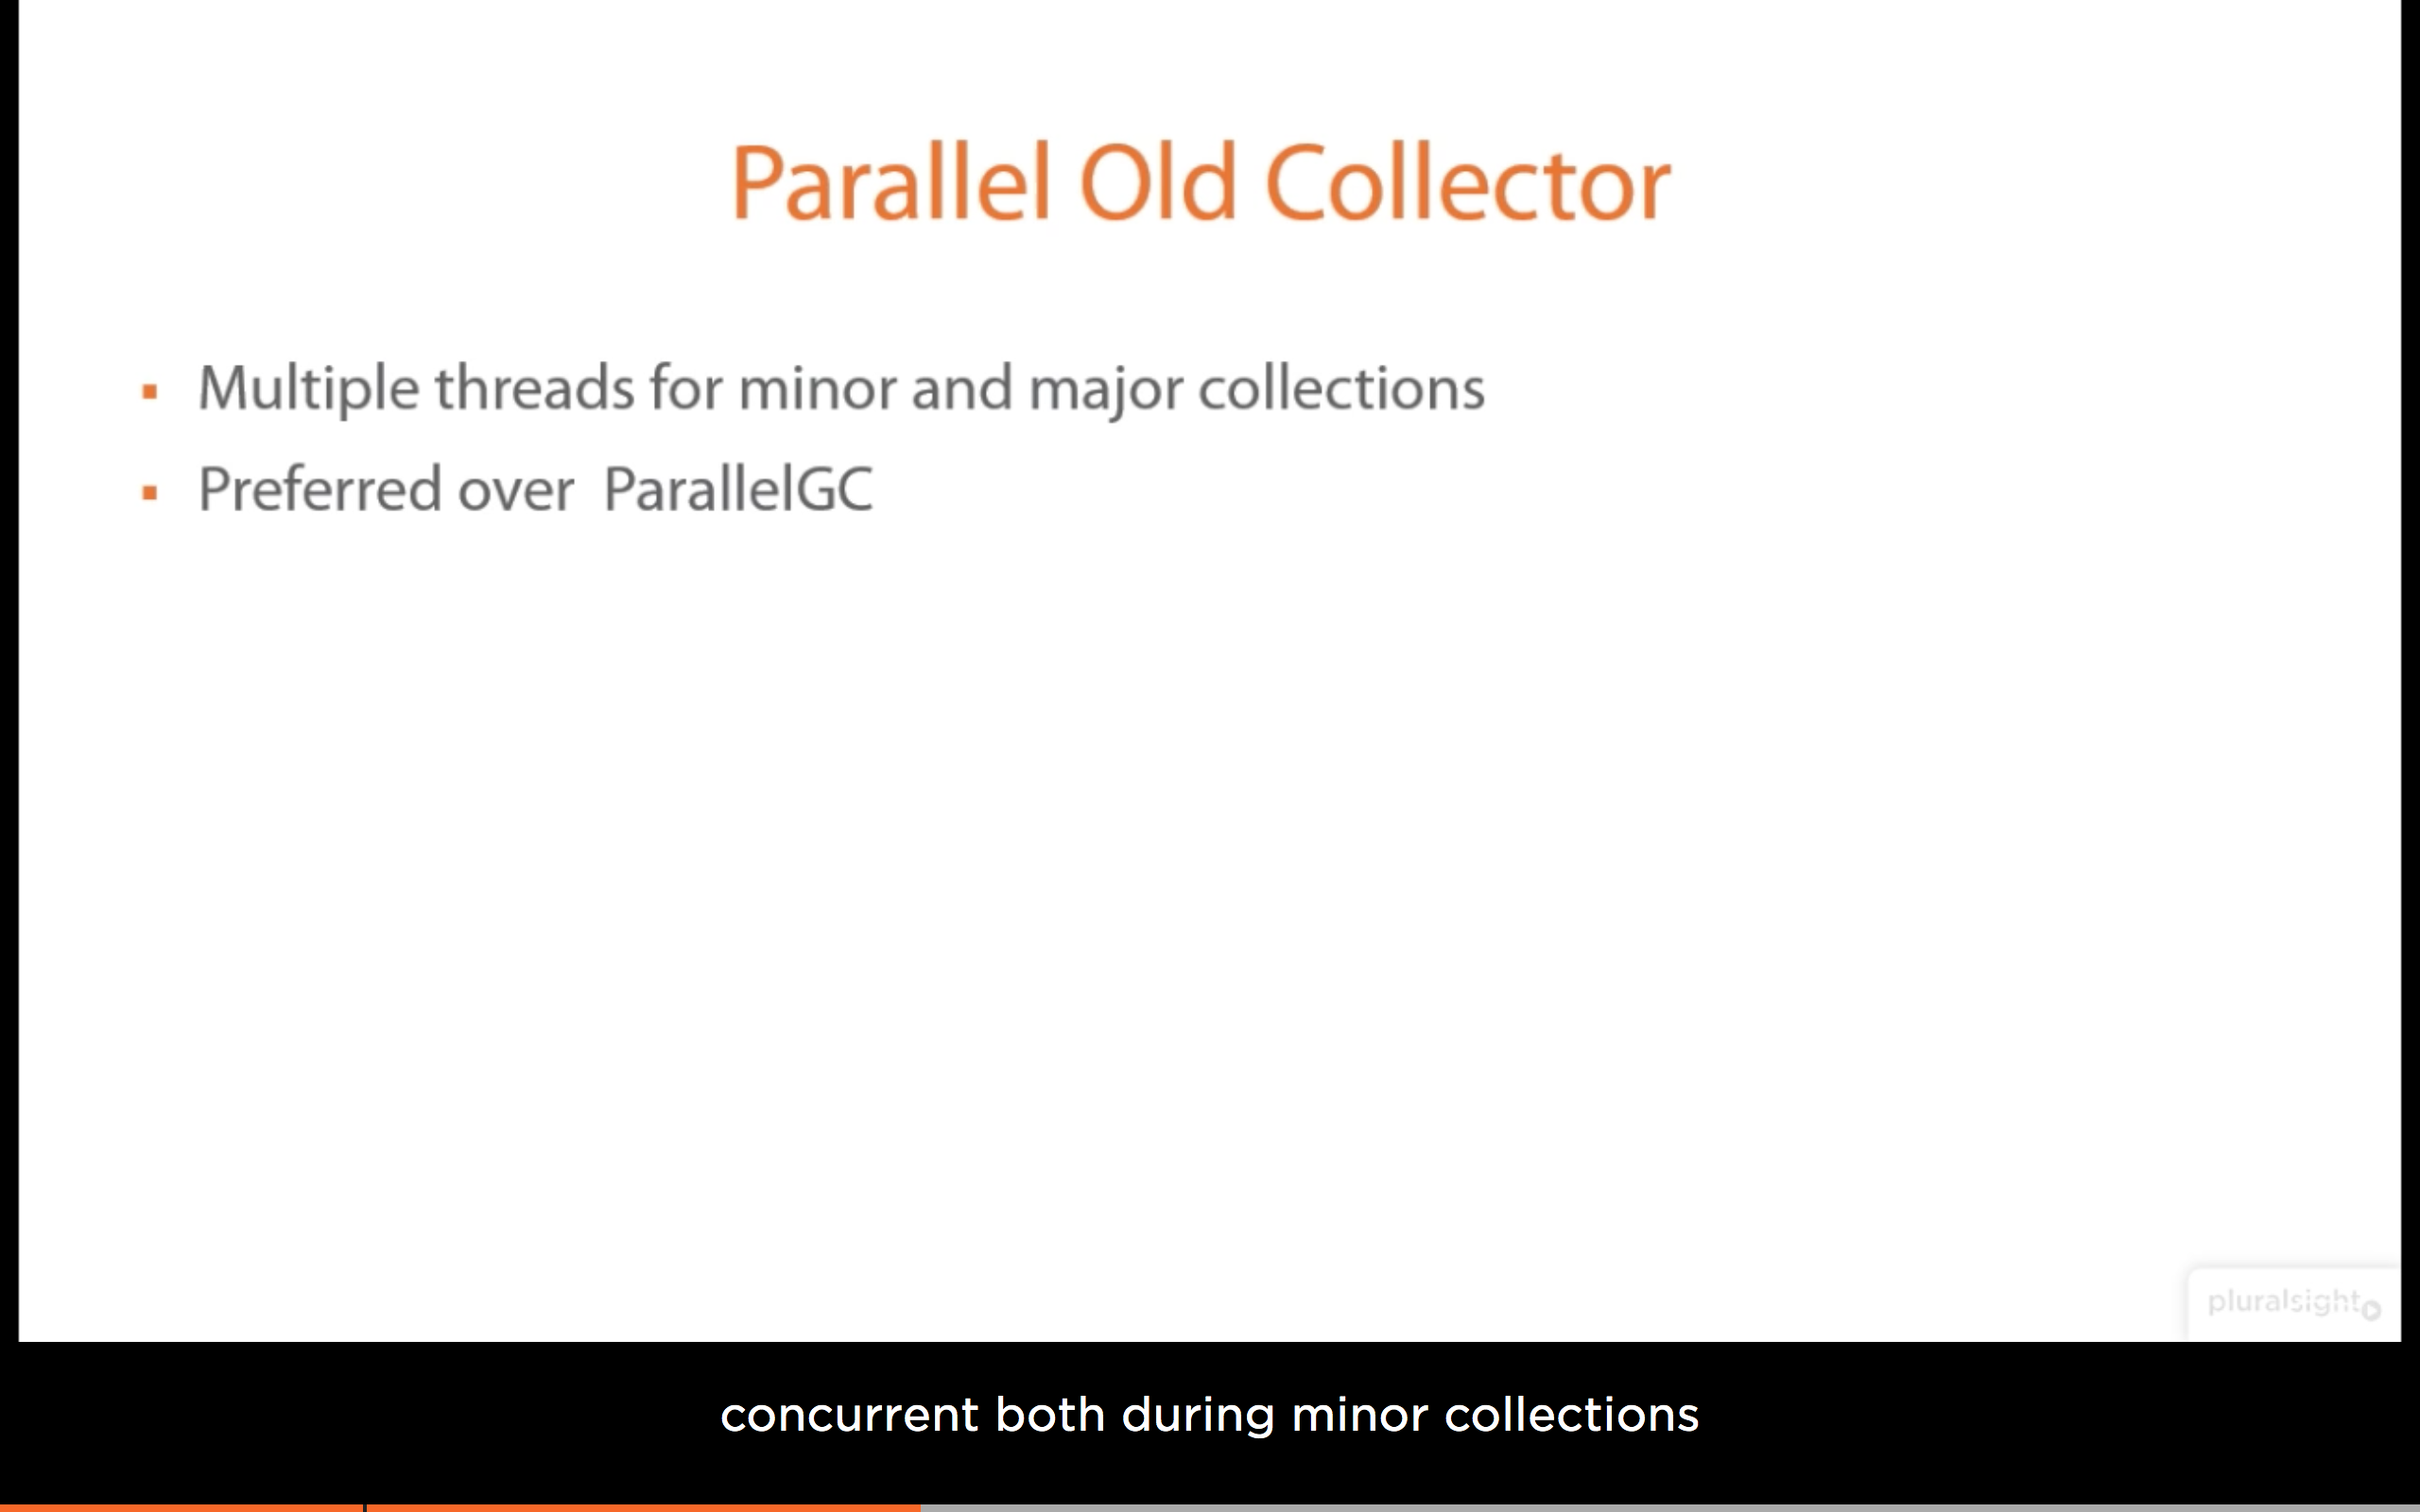 Parallel Old Collector
Multiple threads for minor and major collections
Preferred over ParallelGC
pluralsight
concurrent both during minor collections